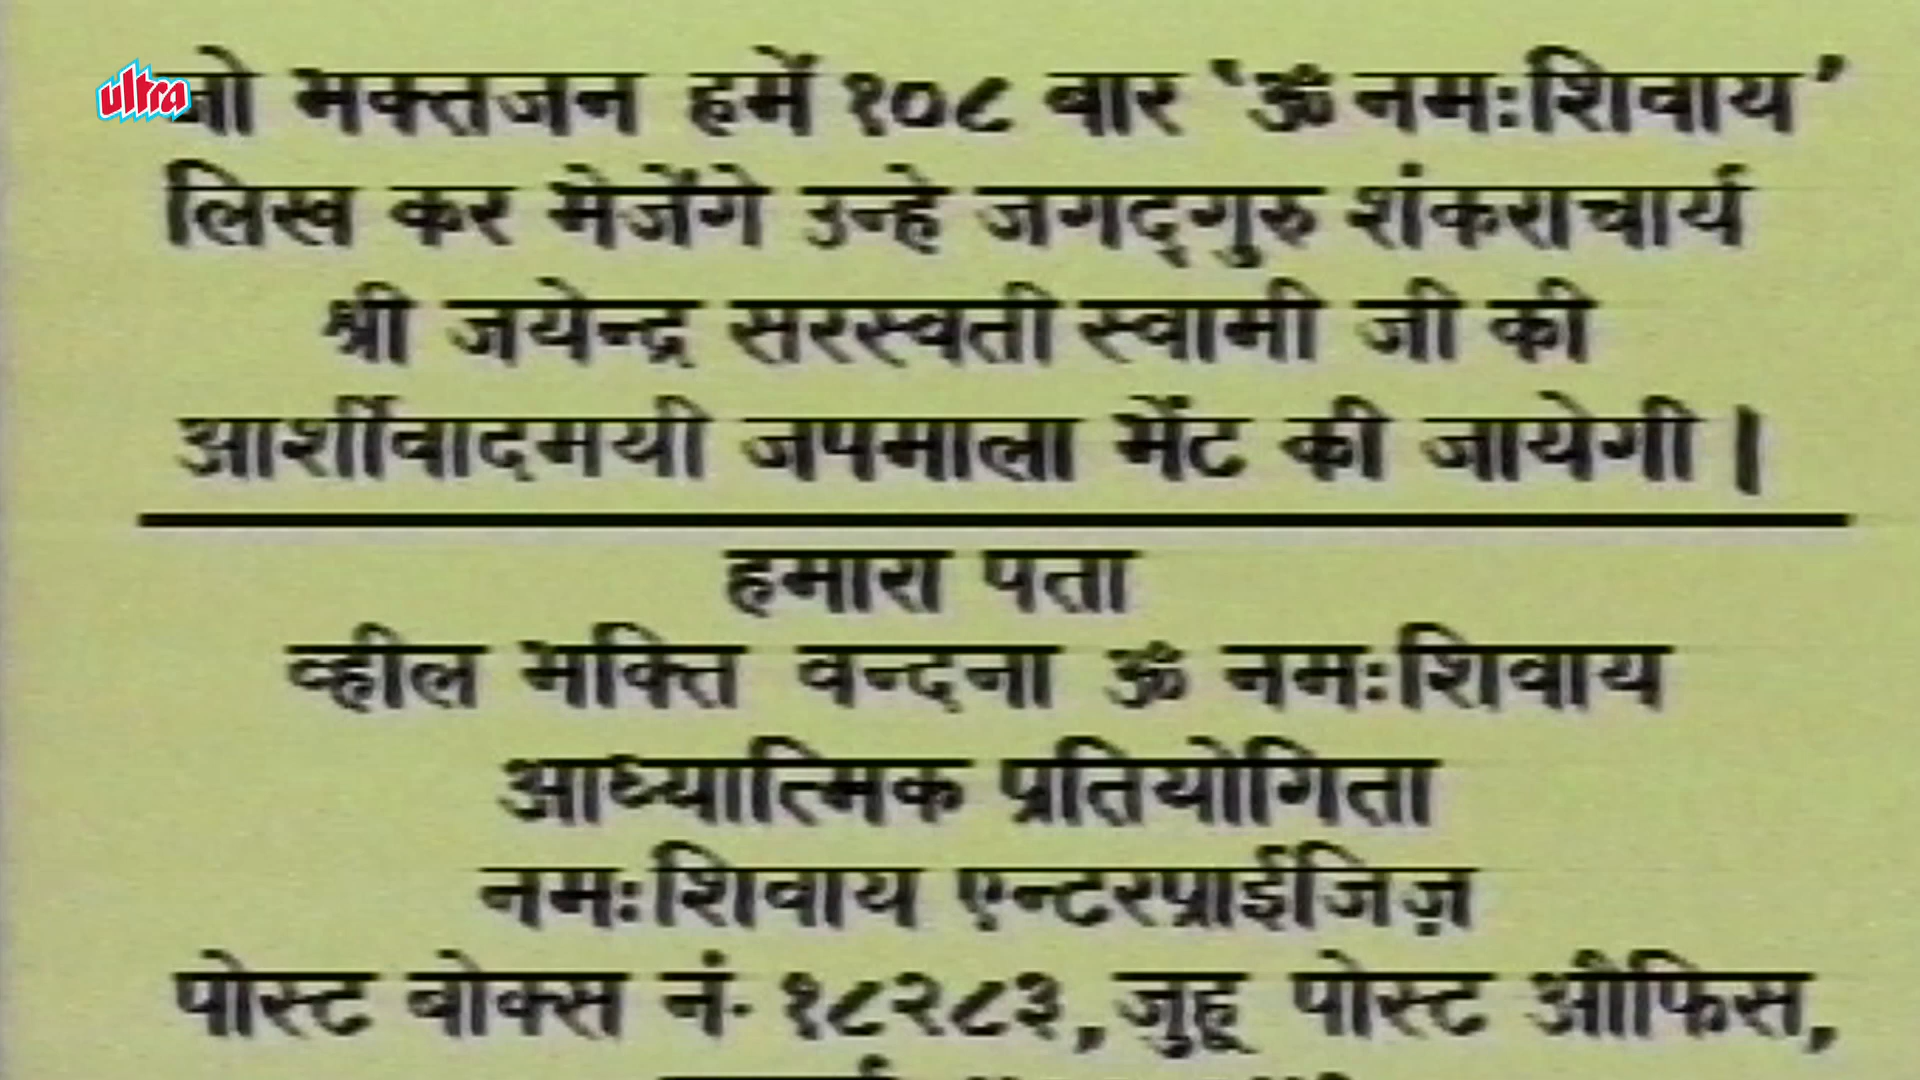 ultra
जो भक्तजन हमें १०८ बार 'ॐ नमःशिवाय'
लिख कर भेजेंगे उन्हे जगद्गुरु शंकराचार्य
श्री जयेन्द्र सरस्वती स्वामी जी की
आर्शीवादमयी जपमाला भेंट की जायेगी।
हमारा पता
व्हील भक्ति वन्दना ॐ नमःशिवाय
आध्यात्मिक प्रतियोगिता
नमःशिवाय एन्टरप्राईजिज़
पोस्ट बोक्स नं॰ १८२८३, जुहू पोस्ट ऑफिस,